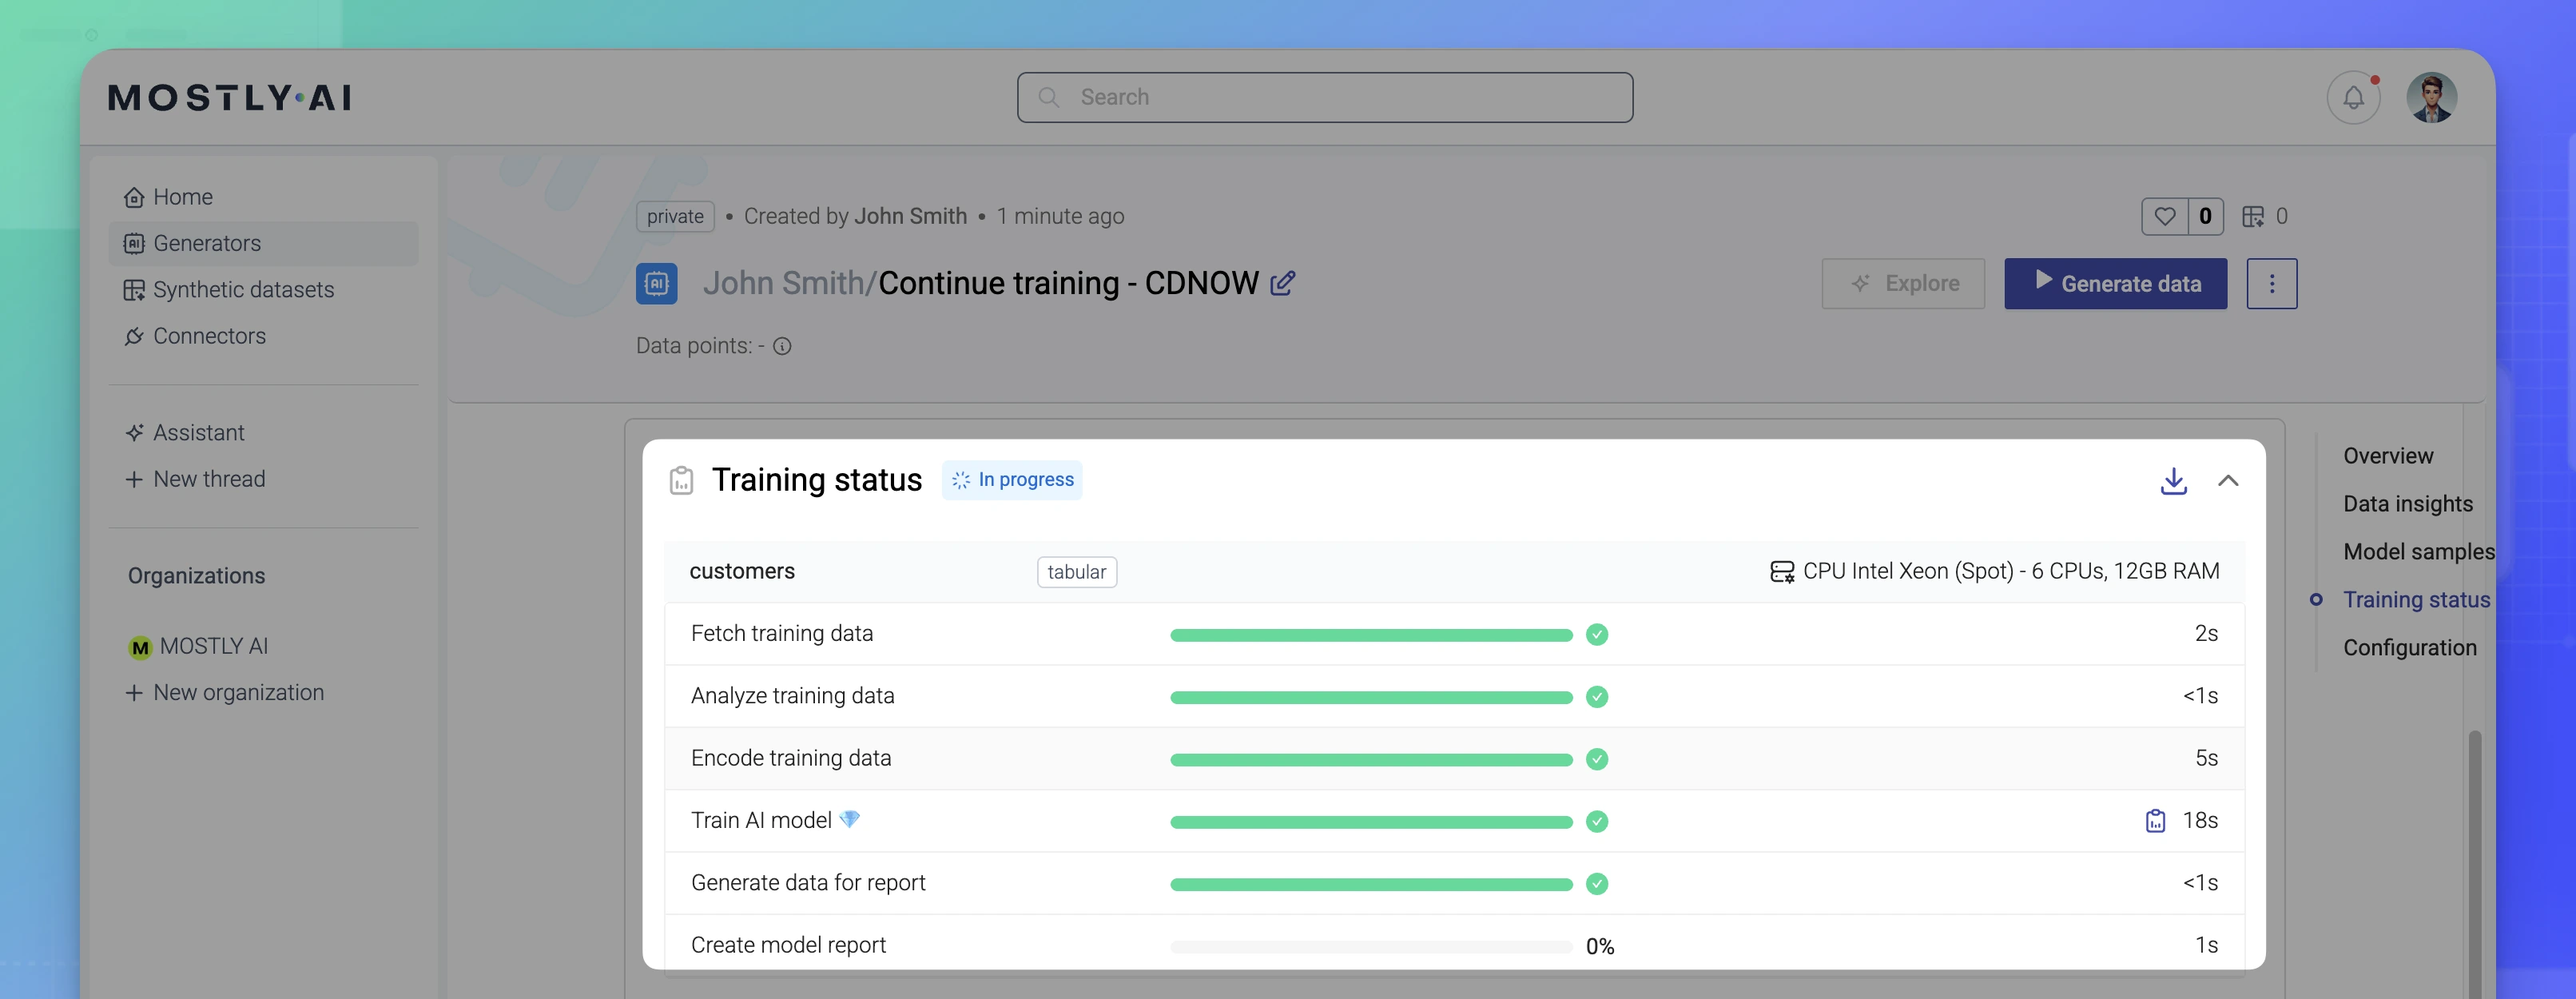 MOSTLY·AI
Search
Home
Generators
Synthetic datasets
Connectors
Assistant
New thread
Organizations
M MOSTLY AI
New organization
private • Created by John Smith • 1 minute ago
0
0
AI John Smith/Continue training - CDNOW
Explore
Generate data
Data points: -
Training status
In progress
customers
tabular
CPU Intel Xeon (Spot) - 6 CPUs, 12GB RAM
Fetch training data
2s
Analyze training data
<1s
Encode training data
5s
Train AI model 💎
18s
Generate data for report
<1s
Create model report
0%
1s
Overview
Data insights
Model samples
Training status
Configuration